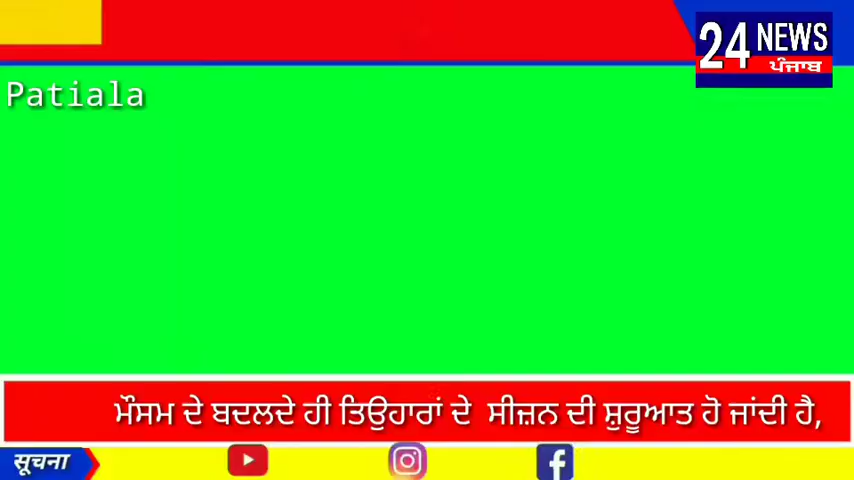 24 NEWS
ਪੰਜਾਬ
Patiala
ਮੌਸਮ ਦੇ ਬਦਲਦੇ ਹੀ ਤਿਉਹਾਰਾਂ ਦੇ ਸੀਜ਼ਨ ਦੀ ਸ਼ੁਰੂਆਤ ਹੋ ਜਾਂਦੀ ਹੈ,
सूचना